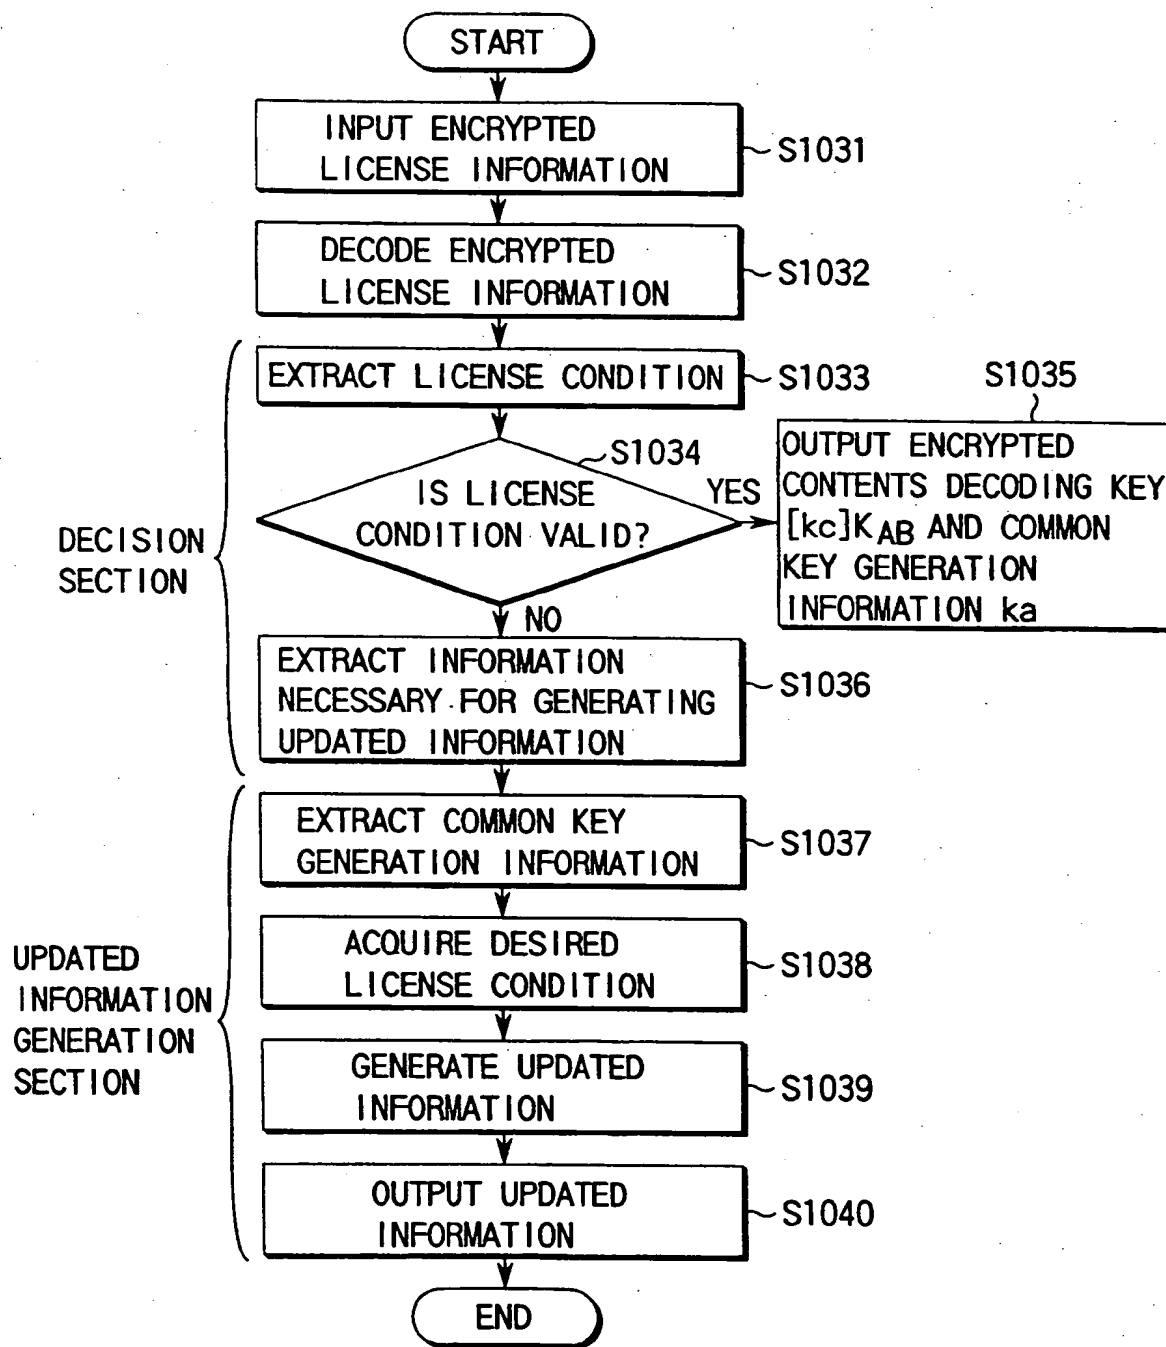 START
INPUT ENCRYPTED
LICENSE INFORMATION
S1031
DECODE ENCRYPTED
LICENSE INFORMATION
S1032
EXTRACT LICENSE CONDITION
S1033
S1035
S1034
IS LICENSE
CONDITION VALID?
YES
OUTPUT ENCRYPTED
CONTENTS DECODING KEY
[kc]KAB AND COMMON
KEY GENERATION
INFORMATION ka
DECISION
SECTION
NO
EXTRACT INFORMATION
NECESSARY FOR GENERATING
UPDATED INFORMATION
S1036
EXTRACT COMMON KEY
GENERATION INFORMATION
S1037
ACQUIRE DESIRED
LICENSE CONDITION
S1038
UPDATED
INFORMATION
GENERATION
SECTION
GENERATE UPDATED
INFORMATION
S1039
OUTPUT UPDATED
INFORMATION
S1040
END